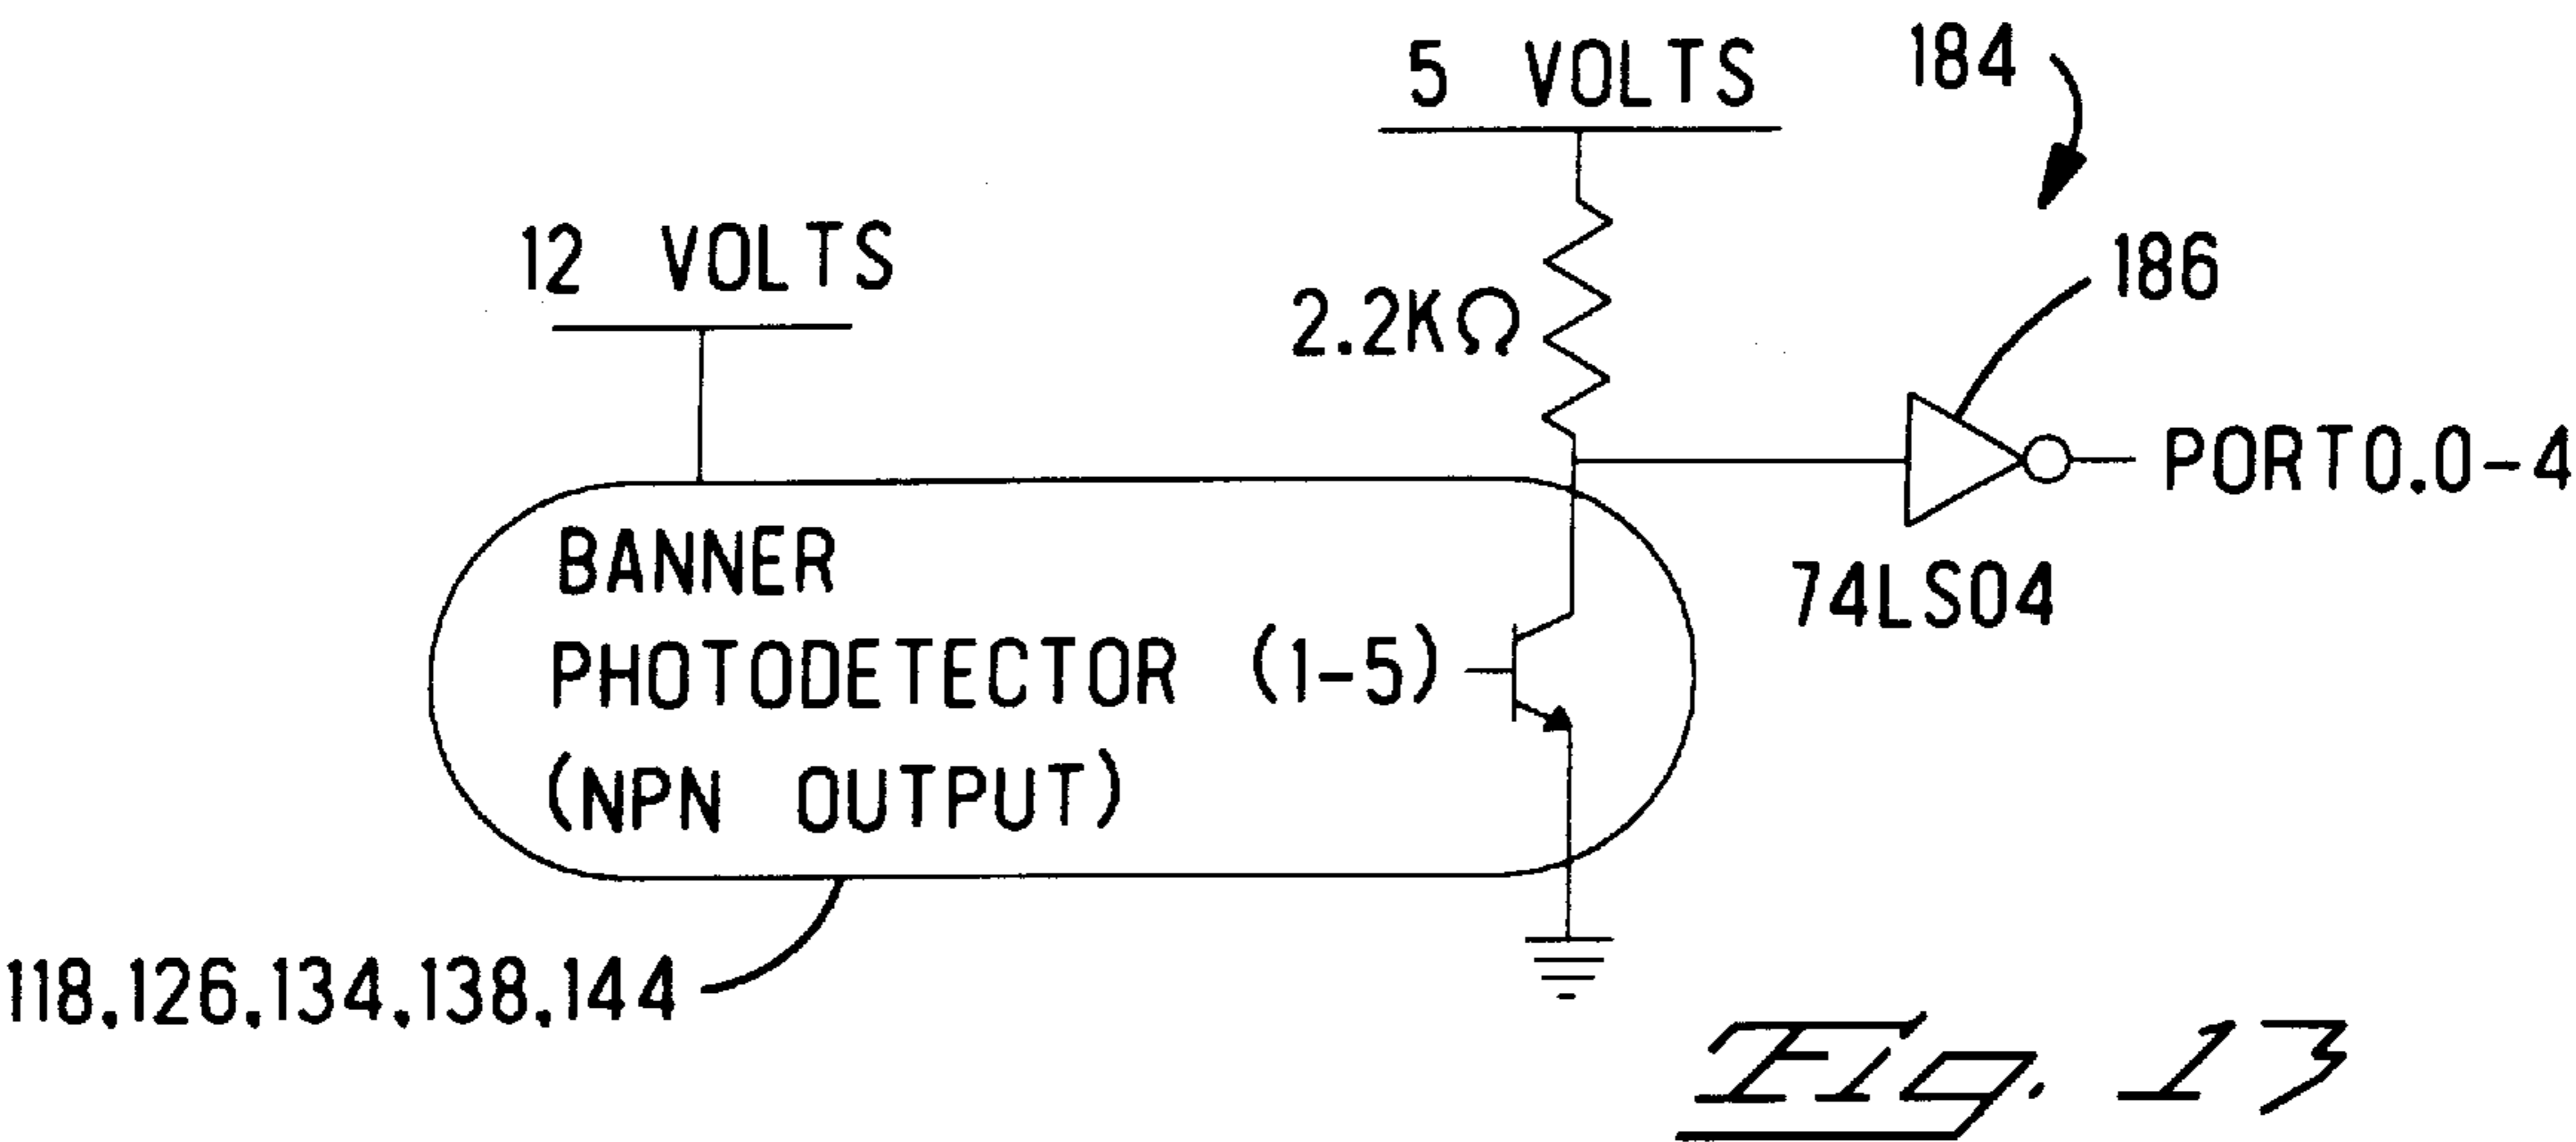 5 VOLTS
184
12 VOLTS
186
2.2KΩ
PORT0.0-4
BANNER
PHOTODETECTOR (1-5)
(NPN OUTPUT)
74LS04
118,126,134,138,144
Fig. 13